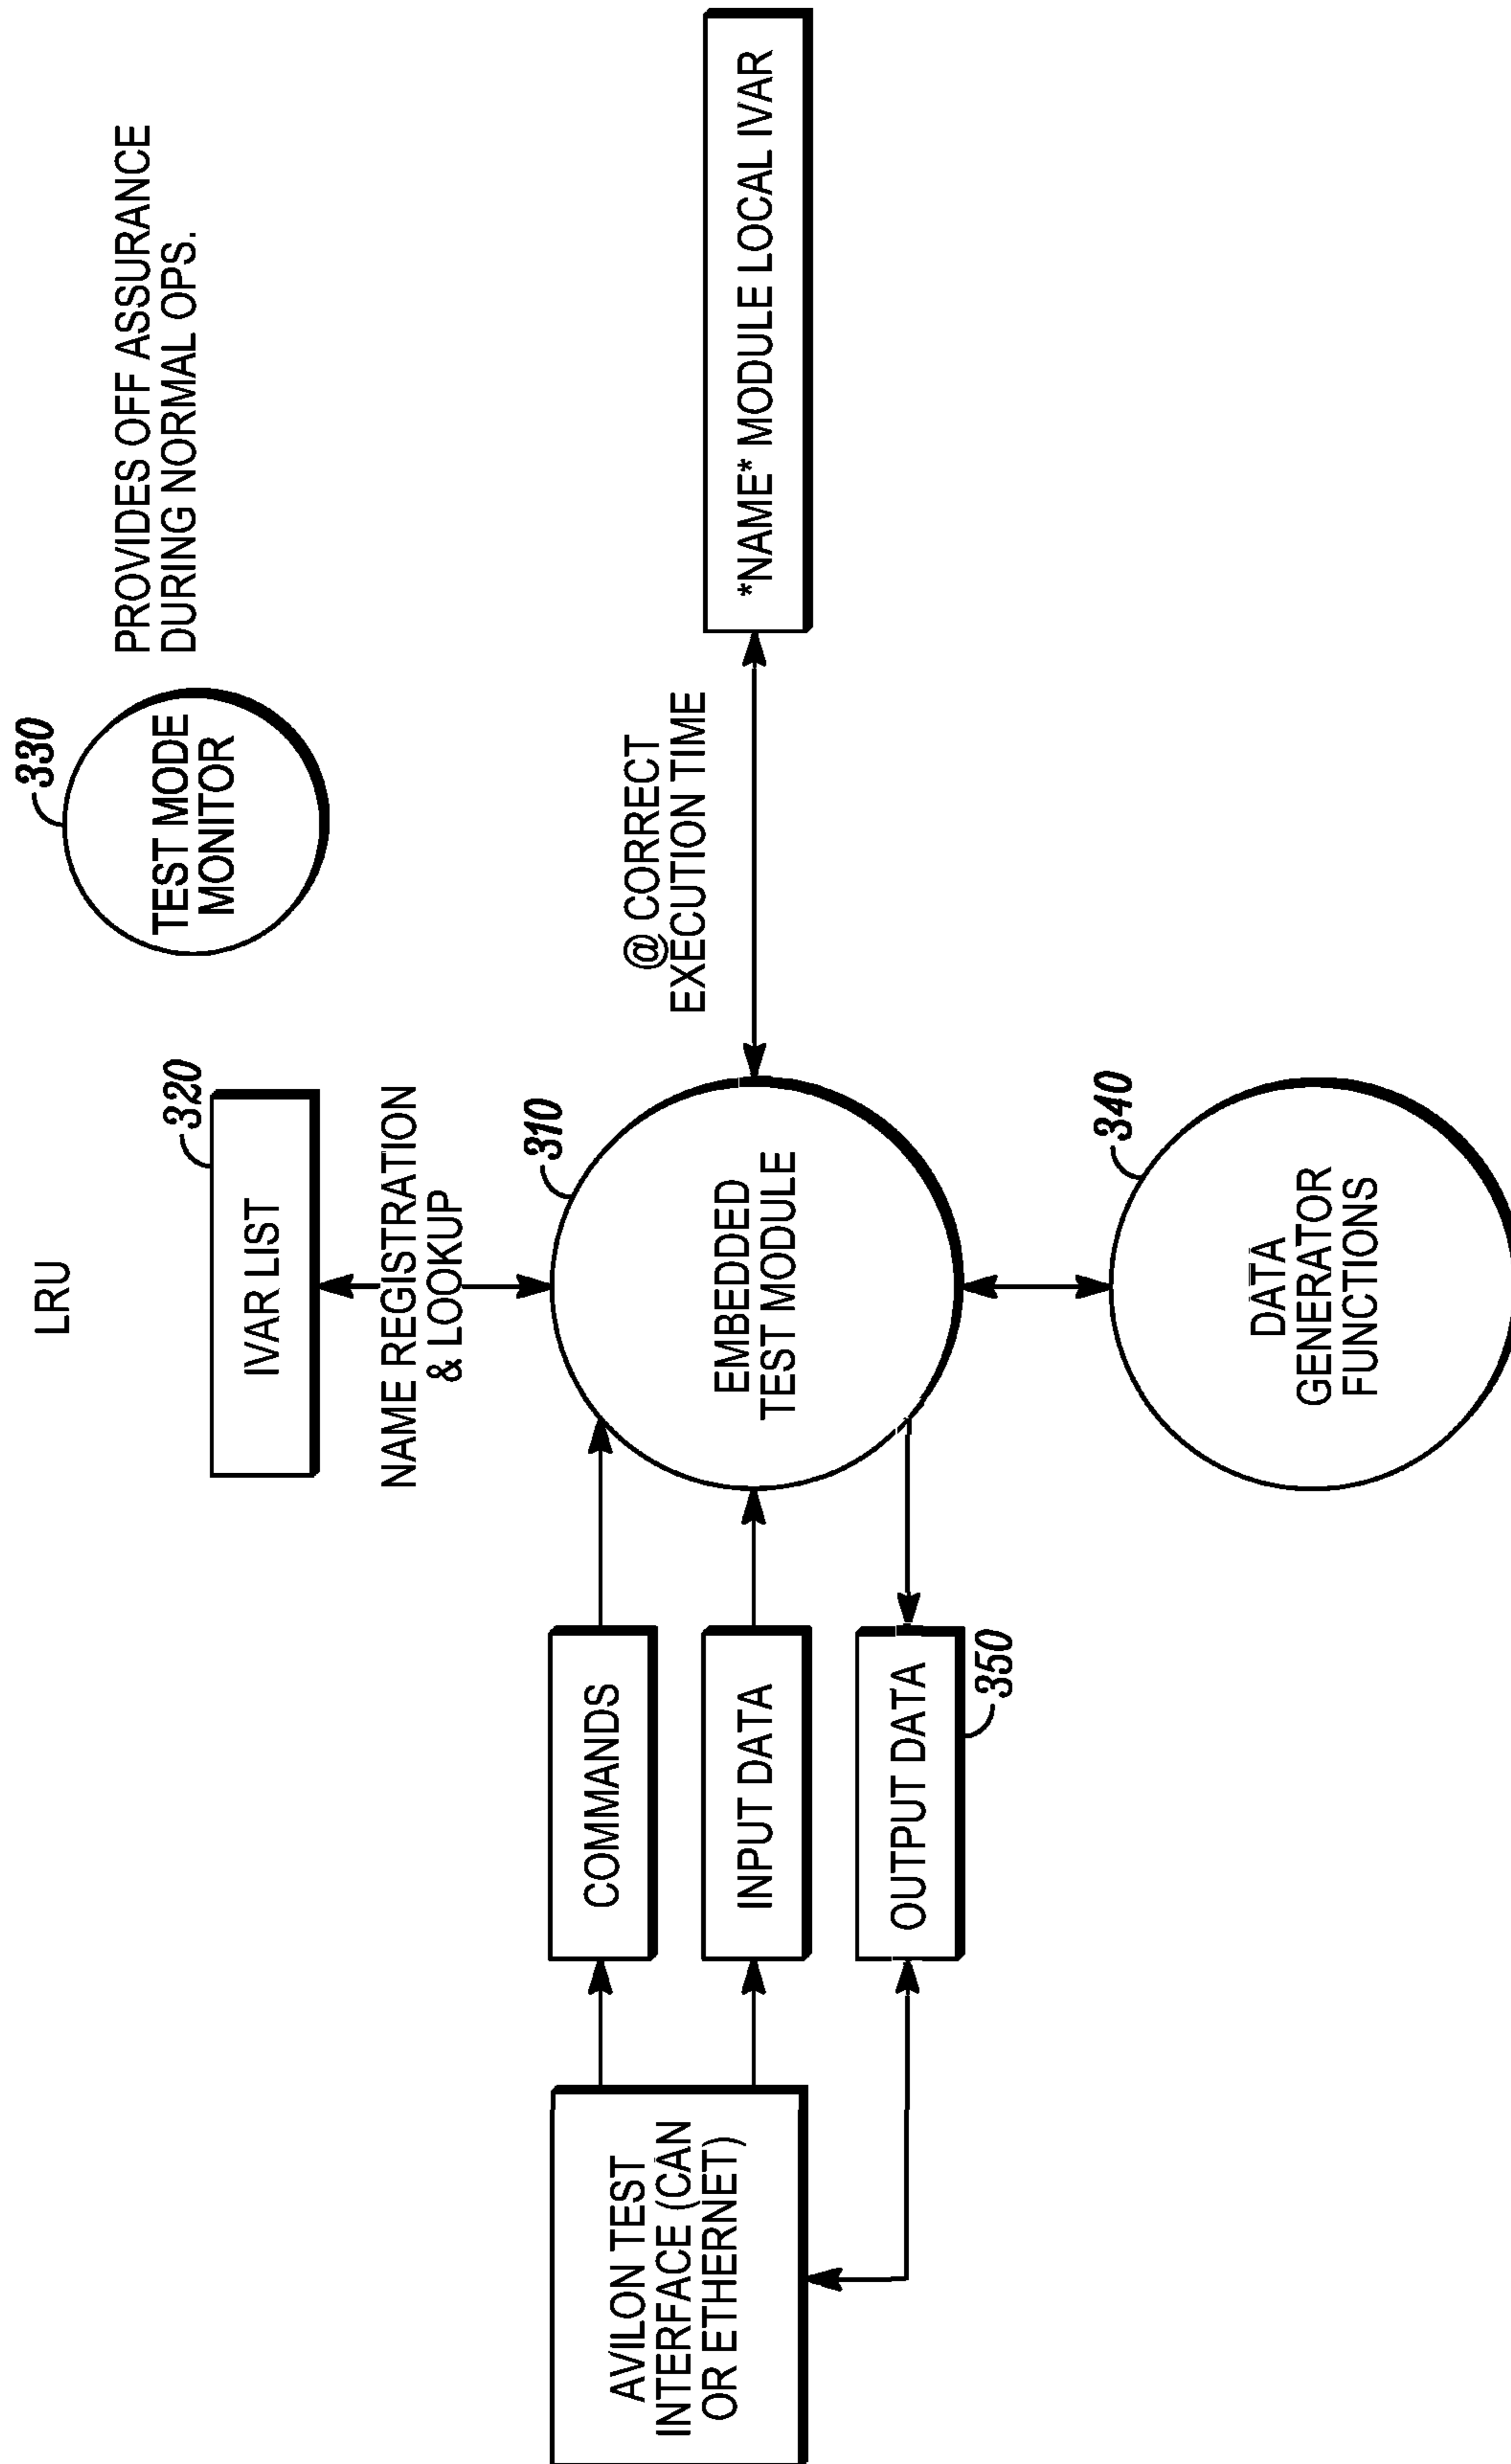 LRU
330
TEST MODE
MONITOR
PROVIDES OFF ASSURANCE
DURING NORMAL OPS.
320
IVAR LIST
NAME REGISTRATION
& LOOKUP
310
EMBEDDED
TEST MODULE
@ CORRECT
EXECUTION TIME
*NAME* MODULE LOCAL IVAR
AVILON TEST
INTERFACE (CAN
OR ETHERNET)
COMMANDS
INPUT DATA
OUTPUT DATA
350
340
DATA
GENERATOR
FUNCTIONS